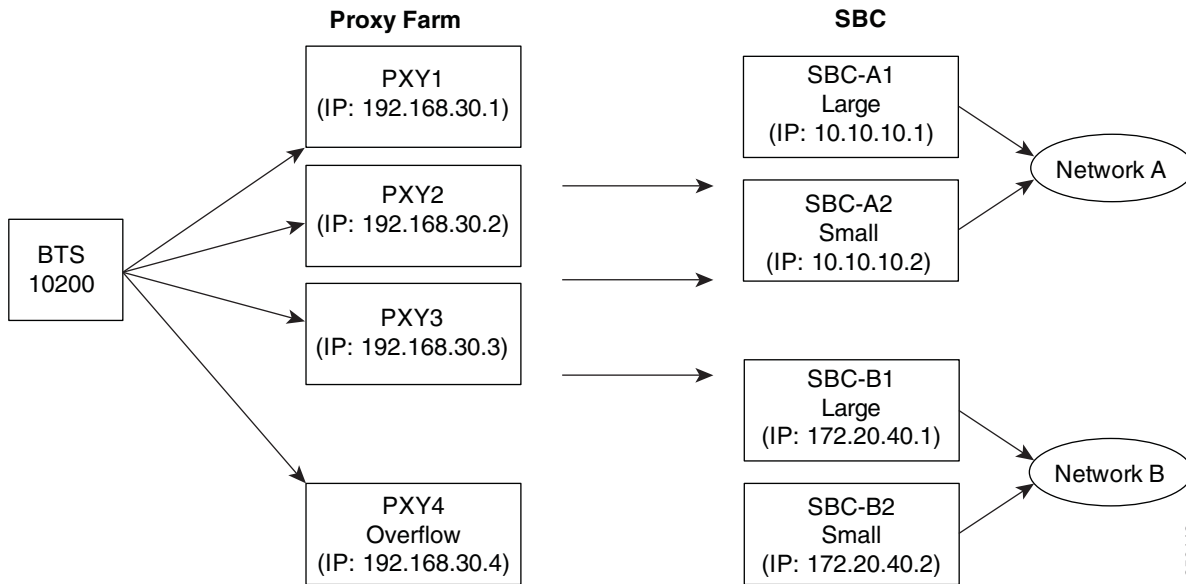 Proxy Farm
SBC
BTS
10200
PXY1
(IP: 192.168.30.1)
PXY2
(IP: 192.168.30.2)
PXY3
(IP: 192.168.30.3)
PXY4
Overflow
(IP: 192.168.30.4)
SBC-A1
Large
(IP: 10.10.10.1)
SBC-A2
Small
(IP: 10.10.10.2)
SBC-B1
Large
(IP: 172.20.40.1)
SBC-B2
Small
(IP: 172.20.40.2)
Network A
Network B